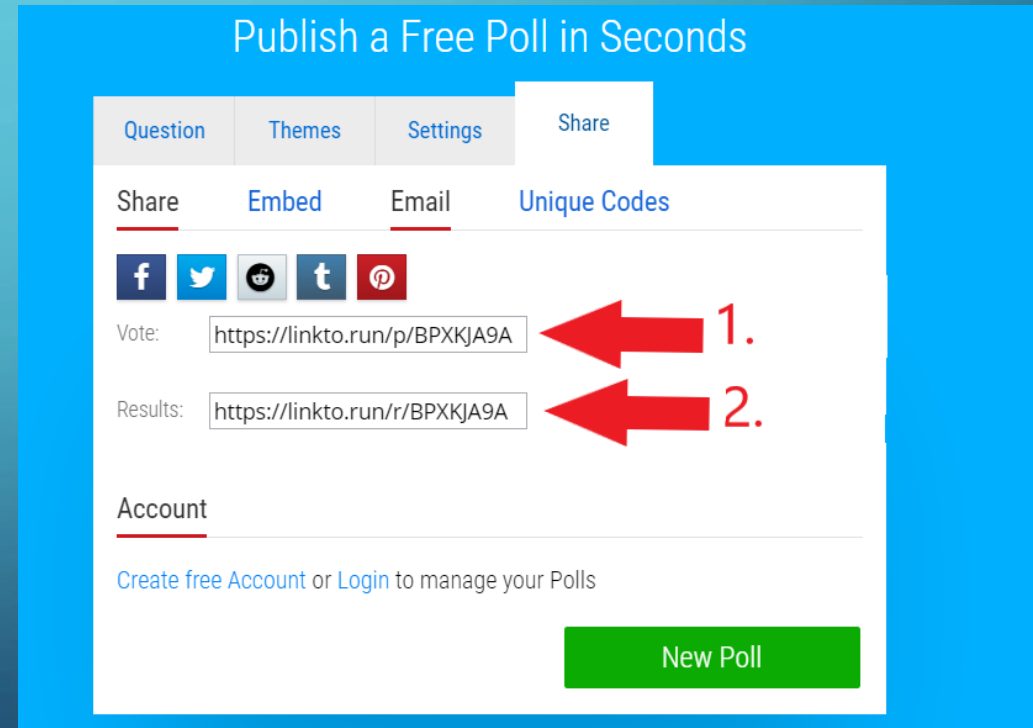 Publish a Free Poll in Seconds
Question Themes Settings Share
Share Embed Email Unique Codes
Vote: https://linkto.run/p/BPXKJA9A 1.
Results: https://linkto.run/r/BPXKJA9A 2.
Account
Create free Account or Login to manage your Polls
New Poll